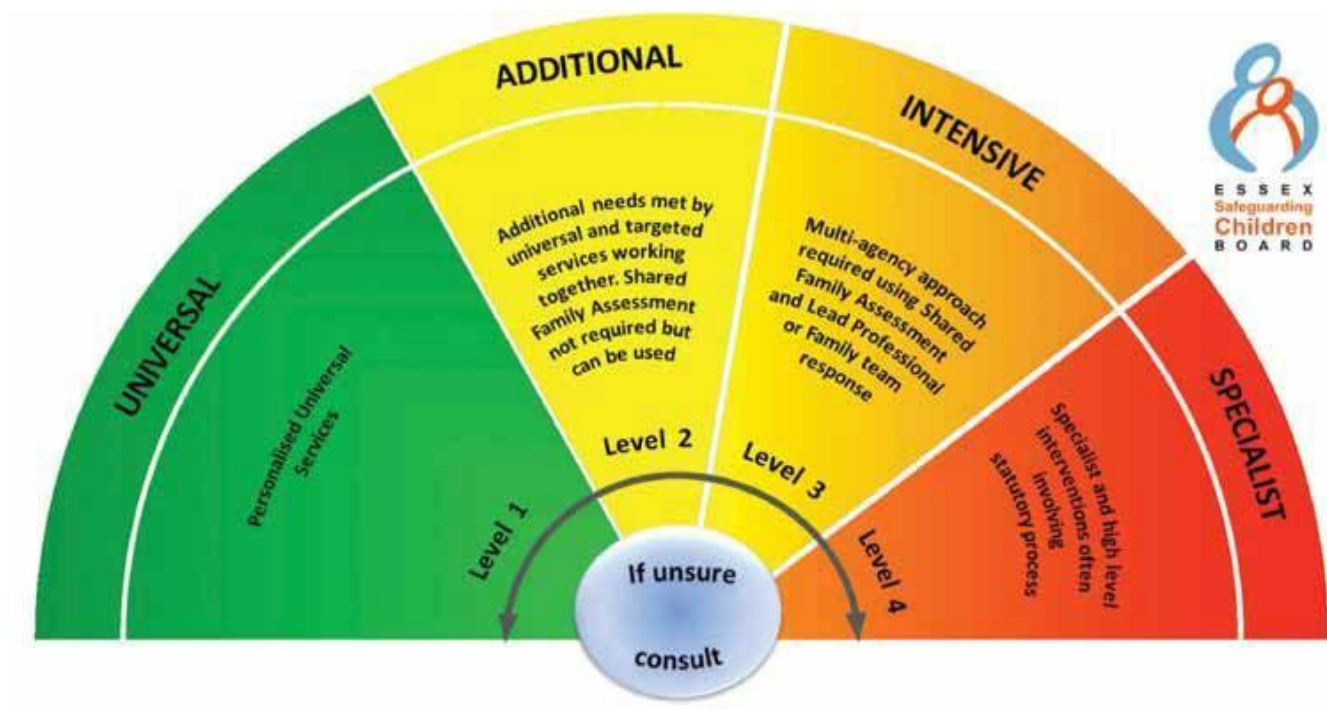 UNIVERSAL
Personalised Universal
Services
Level 1
ADDITIONAL
Additional needs met by
universal and targeted
services working
together. Shared
Family Assessment
not required but
can be used
Level 2
INTENSIVE
Multi-agency approach
required using Shared
Family Assessment
and Lead Professional
or Family team
response
Level 3
SPECIALIST
Specialist and high level
interventions often
involving
statutory process
Level 4
If unsure
consult
ESSEX
Safeguarding
Children
BOARD